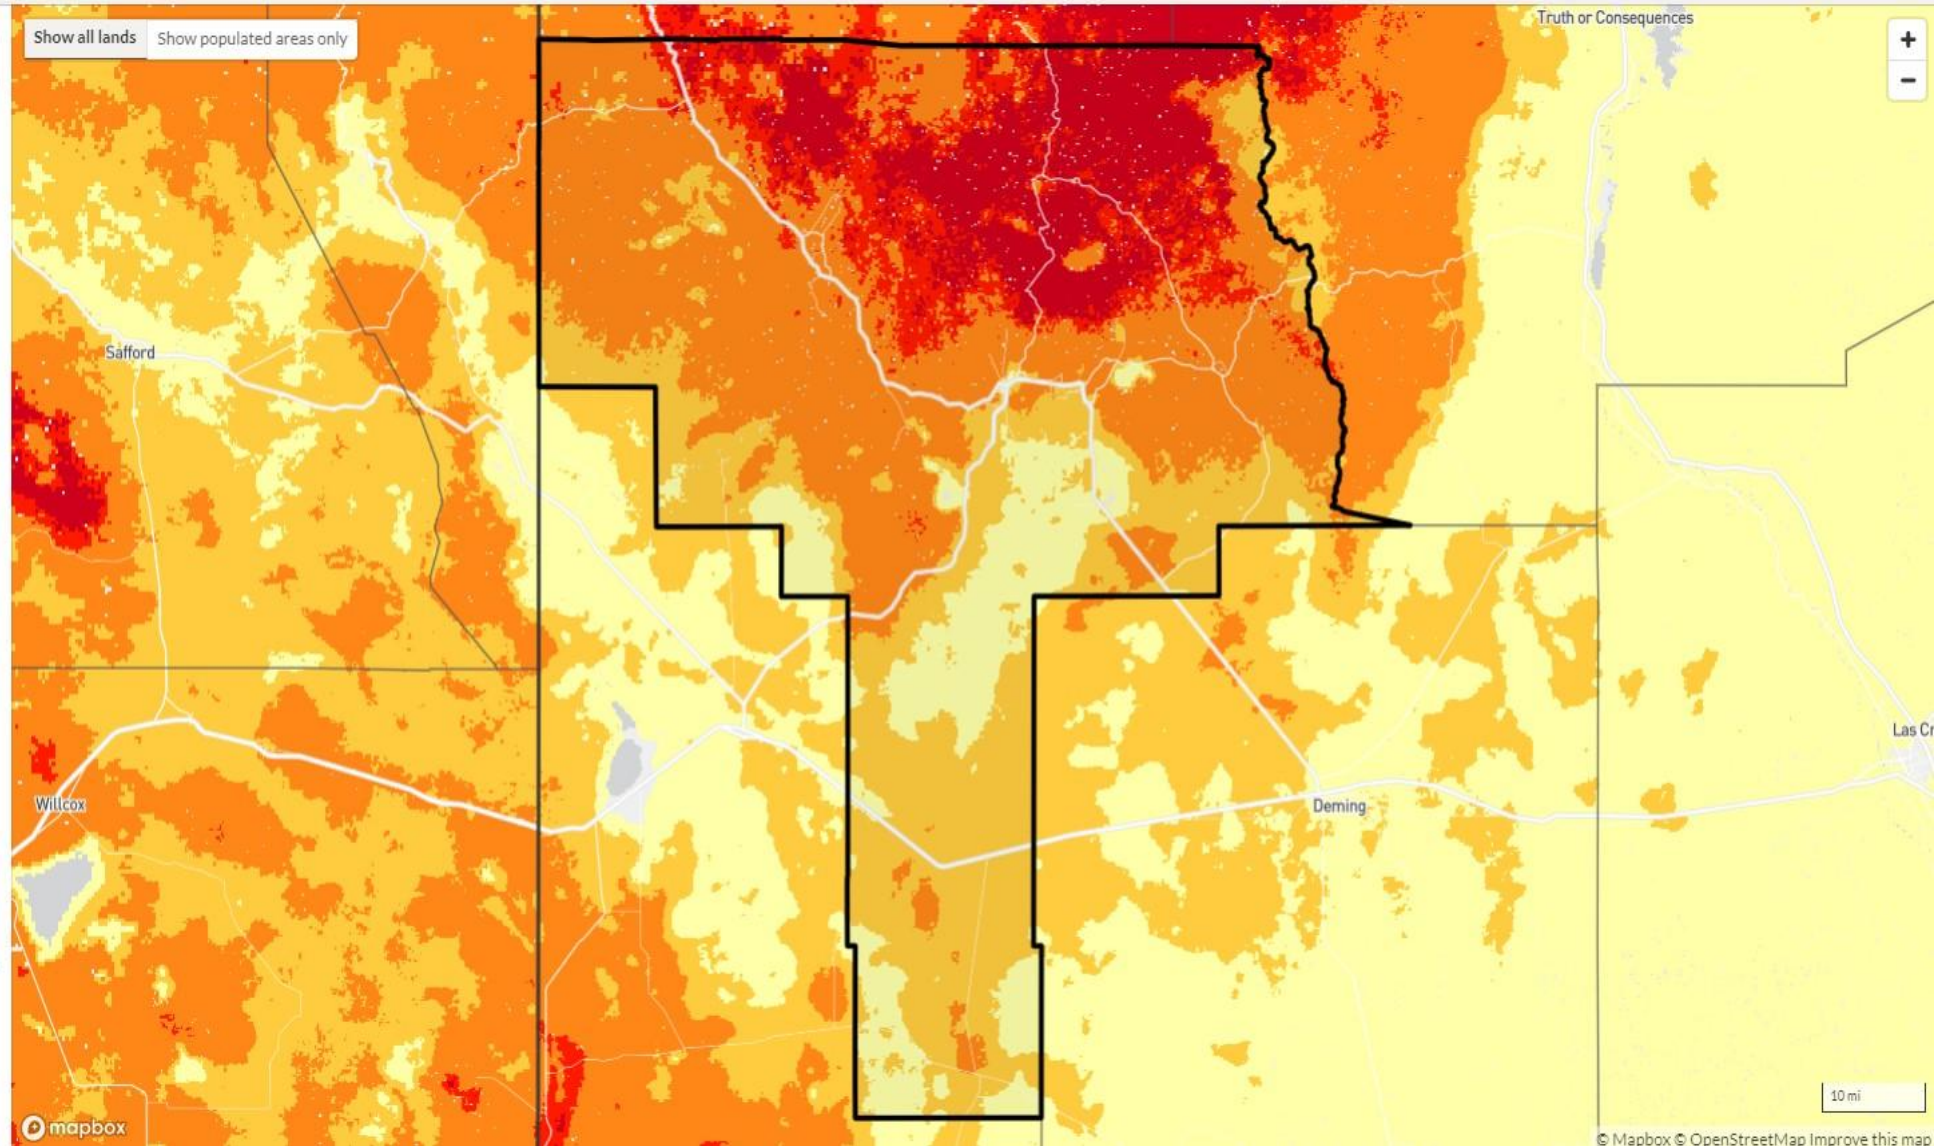 Show all lands
Show populated areas only
Truth or Consequences
+
−
Safford
Las Cr
Willcox
Deming
10 mi
mapbox
© Mapbox © OpenStreetMap Improve this map